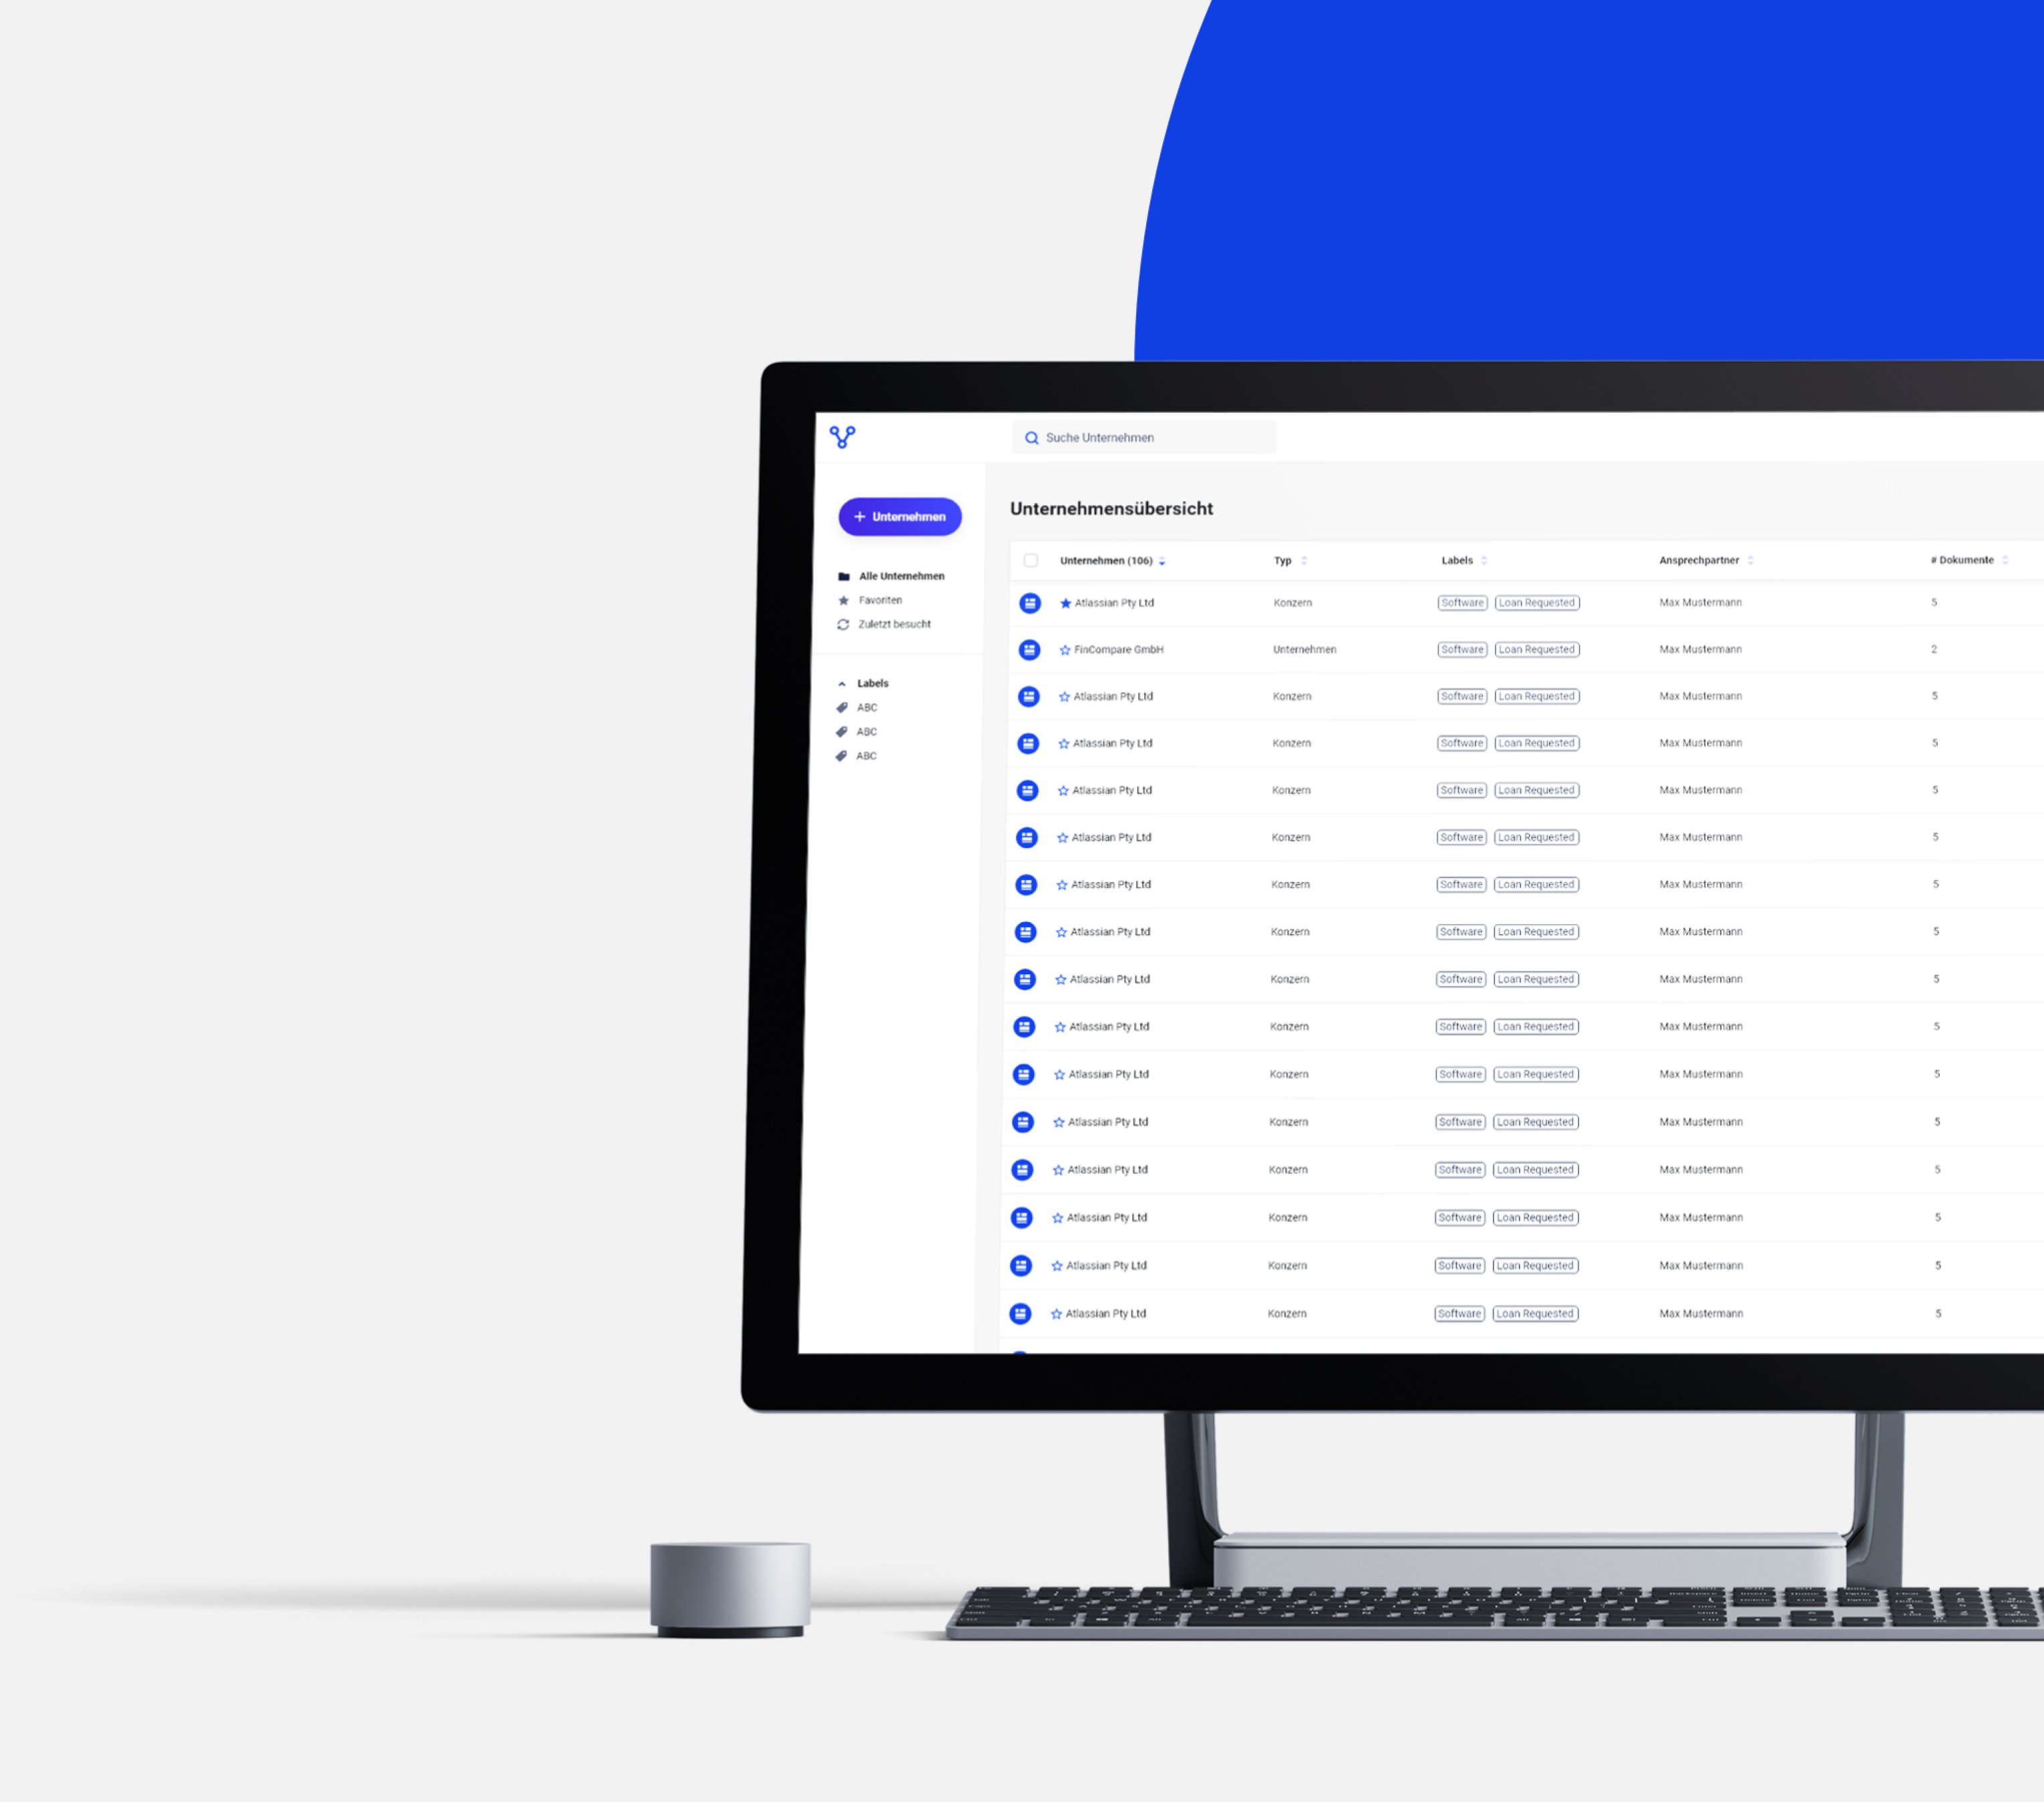 Suche Unternehmen
+ Unternehmen
Alle Unternehmen
Favoriten
Zuletzt besucht
Labels
ABC
ABC
ABC
Unternehmensübersicht
Unternehmen (106) Typ Labels Ansprechpartner # Dokumente
Atlassian Pty Ltd Konzern Software Loan Requested Max Mustermann 5
FinCompare GmbH Unternehmen Software Loan Requested Max Mustermann 2
Atlassian Pty Ltd Konzern Software Loan Requested Max Mustermann 5
Atlassian Pty Ltd Konzern Software Loan Requested Max Mustermann 5
Atlassian Pty Ltd Konzern Software Loan Requested Max Mustermann 5
Atlassian Pty Ltd Konzern Software Loan Requested Max Mustermann 5
Atlassian Pty Ltd Konzern Software Loan Requested Max Mustermann 5
Atlassian Pty Ltd Konzern Software Loan Requested Max Mustermann 5
Atlassian Pty Ltd Konzern Software Loan Requested Max Mustermann 5
Atlassian Pty Ltd Konzern Software Loan Requested Max Mustermann 5
Atlassian Pty Ltd Konzern Software Loan Requested Max Mustermann 5
Atlassian Pty Ltd Konzern Software Loan Requested Max Mustermann 5
Atlassian Pty Ltd Konzern Software Loan Requested Max Mustermann 5
Atlassian Pty Ltd Konzern Software Loan Requested Max Mustermann 5
Atlassian Pty Ltd Konzern Software Loan Requested Max Mustermann 5
Atlassian Pty Ltd Konzern Software Loan Requested Max Mustermann 5